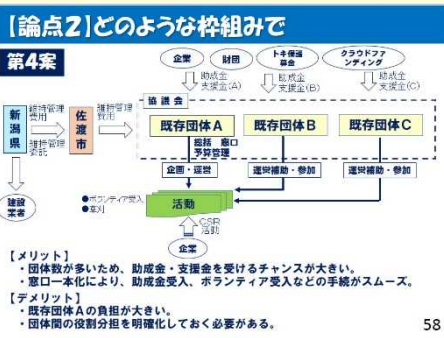 【論点2】どのような枠組みで
第4案
企業
財団
トキ保護
募金
クラウドファ
ンディング
助成金
支援金(A)
助成金
支援金(B)
助成金
支援金(C)
協議会
新潟県
維持管理
費用
維持管理
委託
佐渡市
維持管理
費用
既存団体A
既存団体B
既存団体C
総括 窓口
予算管理
企画・運営
運営補助・参加
運営補助・参加
建設
業者
●ボランティア受入
●草刈
活動
CSR
活動
企業
【メリット】
・団体数が多いため、助成金・支援金を受けるチャンスが大きい。
・窓口一本化により、助成金受入、ボランティア受入などの手続がスムーズ。
【デメリット】
・既存団体Aの負担が大きい。
・団体間の役割分担を明確化しておく必要がある。
58